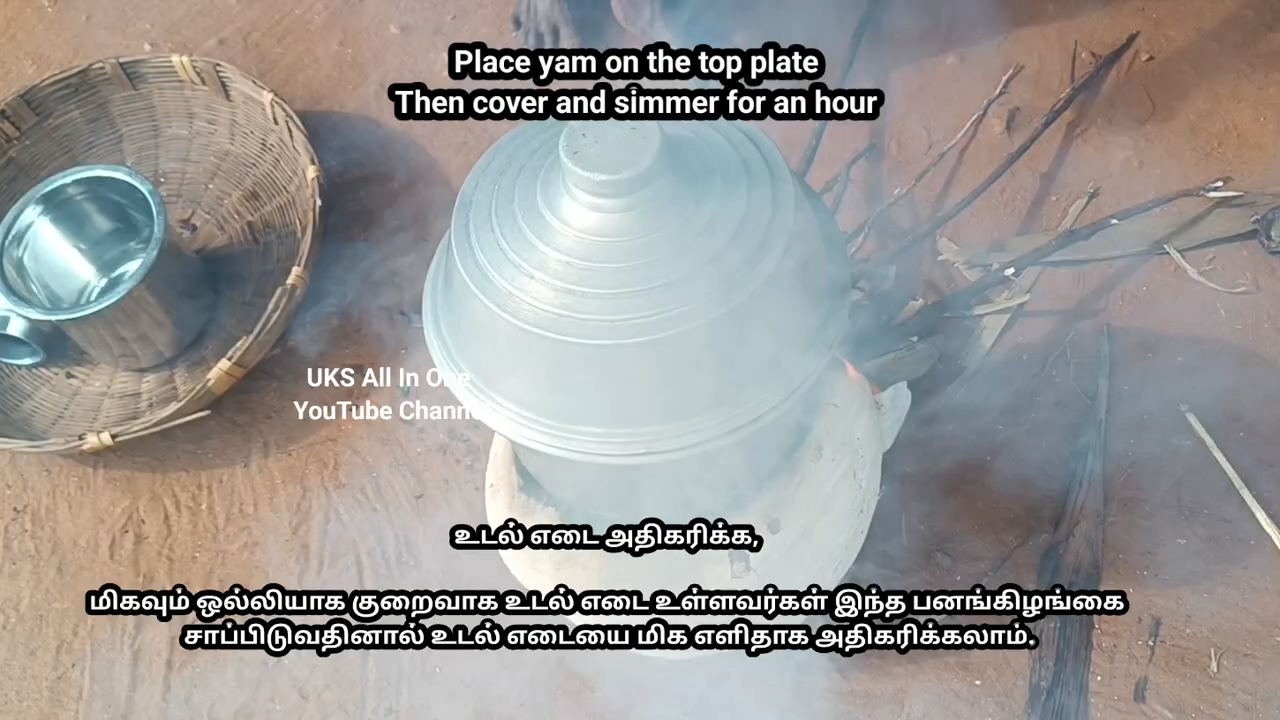 Place yam on the top plate
Then cover and simmer for an hour
UKS All In One
YouTube Channel
உடல் எடை அதிகரிக்க,
மிகவும் ஒல்லியாக குறைவாக உடல் எடை உள்ளவர்கள் இந்த பனங்கிழங்கை
சாப்பிடுவதினால் உடல் எடையை மிக எளிதாக அதிகரிக்கலாம்.